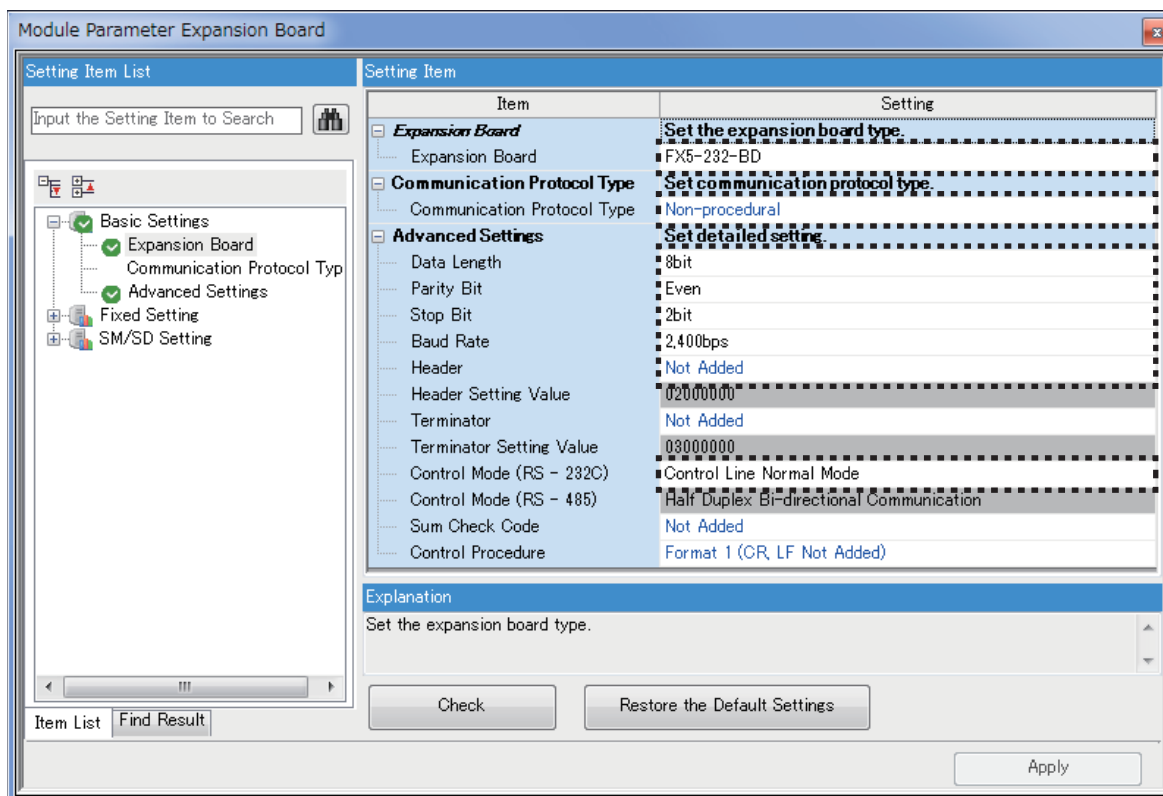 Module Parameter Expansion Board
Setting Item List
Input the Setting Item to Search
Basic Settings
Expansion Board
Communication Protocol Typ
Advanced Settings
Fixed Setting
SM/SD Setting
Item List
Find Result
Setting Item
Item Setting
Expansion Board Set the expansion board type.
Expansion Board FX5-232-BD
Communication Protocol Type Set communication protocol type.
Communication Protocol Type Non-procedural
Advanced Settings Set detailed setting.
Data Length 8bit
Parity Bit Even
Stop Bit 2bit
Baud Rate 2,400bps
Header Not Added
Header Setting Value 02000000
Terminator Not Added
Terminator Setting Value 03000000
Control Mode (RS - 232C) Control Line Normal Mode
Control Mode (RS - 485) Half Duplex Bi-directional Communication
Sum Check Code Not Added
Control Procedure Format 1 (CR, LF Not Added)
Explanation
Set the expansion board type.
Check
Restore the Default Settings
Apply